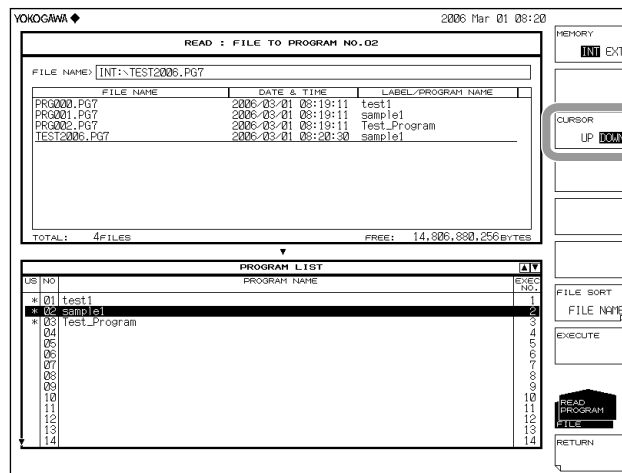 YOKOGAWA ◆ 2006 Mar 01 08:20
READ : FILE TO PROGRAM NO.02
FILE NAME> INT:\TEST2006.PG7
FILE NAME DATE & TIME LABEL/PROGRAM NAME
PRG000.PG7 2006/03/01 08:19:11 test1
PRG001.PG7 2006/03/01 08:19:11 sample1
PRG002.PG7 2006/03/01 08:19:11 Test_Program
TEST2006.PG7 2006/03/01 08:20:30 sample1
TOTAL: 4FILES FREE: 14,806,880,256BYTES
▼
PROGRAM LIST ▲▼
US NO PROGRAM NAME EXEC NO.
* 01 test1 1
* 02 sample1 2
* 03 Test_Program 3
04 4
05 5
06 6
07 7
08 8
09 9
10 10
11 11
12 12
13 13
14 14
MEMORY
INT EXT
CURSOR
UP DOWN
FILE SORT
FILE NAME
EXECUTE
READ
PROGRAM
FILE
RETURN